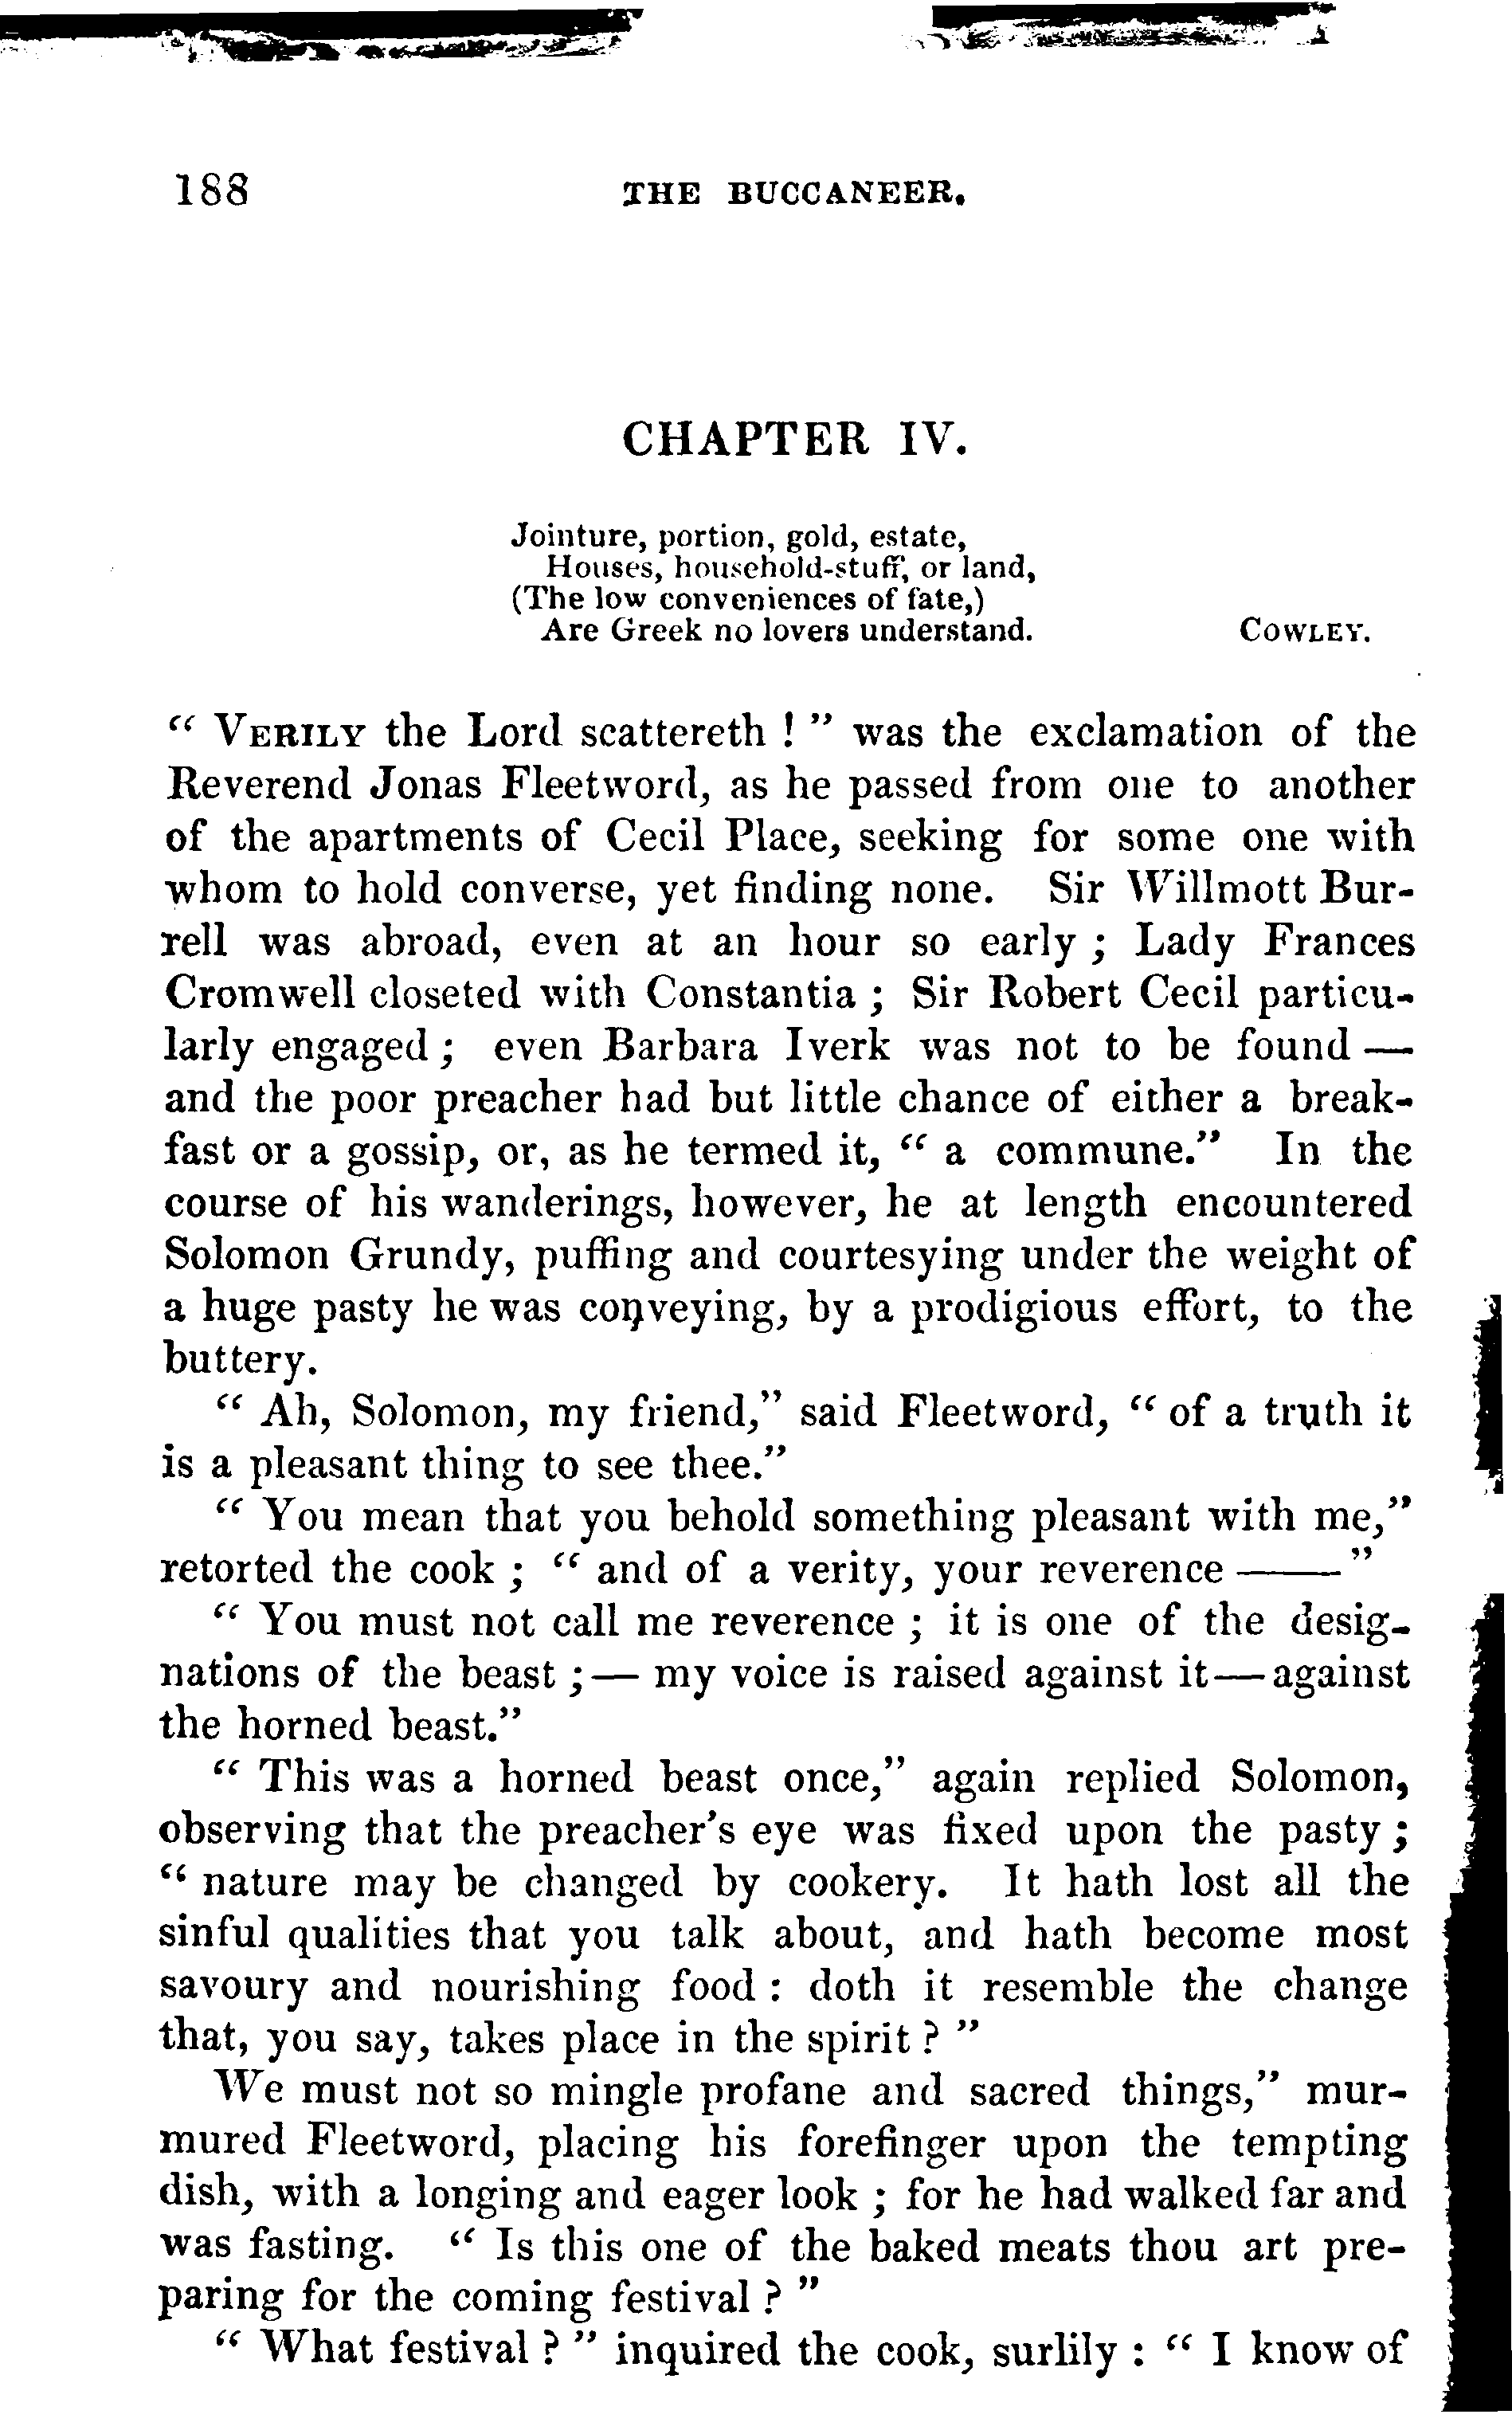 188 THE BUCCANEER.
CHAPTER IV.
Jointure, portion, gold, estate,
Houses, household-stuff, or land,
(The low conveniences of fate,)
Are Greek no lovers understand. COWLEY.
“ VERILY the Lord scattereth ! ” was the exclamation of the
Reverend Jonas Fleetword, as he passed from one to another
of the apartments of Cecil Place, seeking for some one with
whom to hold converse, yet finding none. Sir Willmott Bur-
rell was abroad, even at an hour so early ; Lady Frances
Cromwell closeted with Constantia ; Sir Robert Cecil particu-
larly engaged ; even Barbara Iverk was not to be found —
and the poor preacher had but little chance of either a break-
fast or a gossip, or, as he termed it, “ a commune.” In the
course of his wanderings, however, he at length encountered
Solomon Grundy, puffing and courtesying under the weight of
a huge pasty he was conveying, by a prodigious effort, to the
buttery.
“ Ah, Solomon, my friend,” said Fleetword, “ of a truth it
is a pleasant thing to see thee.”
“ You mean that you behold something pleasant with me,”
retorted the cook ; “ and of a verity, your reverence ——”
“ You must not call me reverence ; it is one of the desig-
nations of the beast ;— my voice is raised against it—against
the horned beast.”
“ This was a horned beast once,” again replied Solomon,
observing that the preacher’s eye was fixed upon the pasty ;
“ nature may be changed by cookery. It hath lost all the
sinful qualities that you talk about, and hath become most
savoury and nourishing food : doth it resemble the change
that, you say, takes place in the spirit ? ”
We must not so mingle profane and sacred things,” mur-
mured Fleetword, placing his forefinger upon the tempting
dish, with a longing and eager look ; for he had walked far and
was fasting. “ Is this one of the baked meats thou art pre-
paring for the coming festival ? ”
“ What festival ? ” inquired the cook, surlily : “ I know of